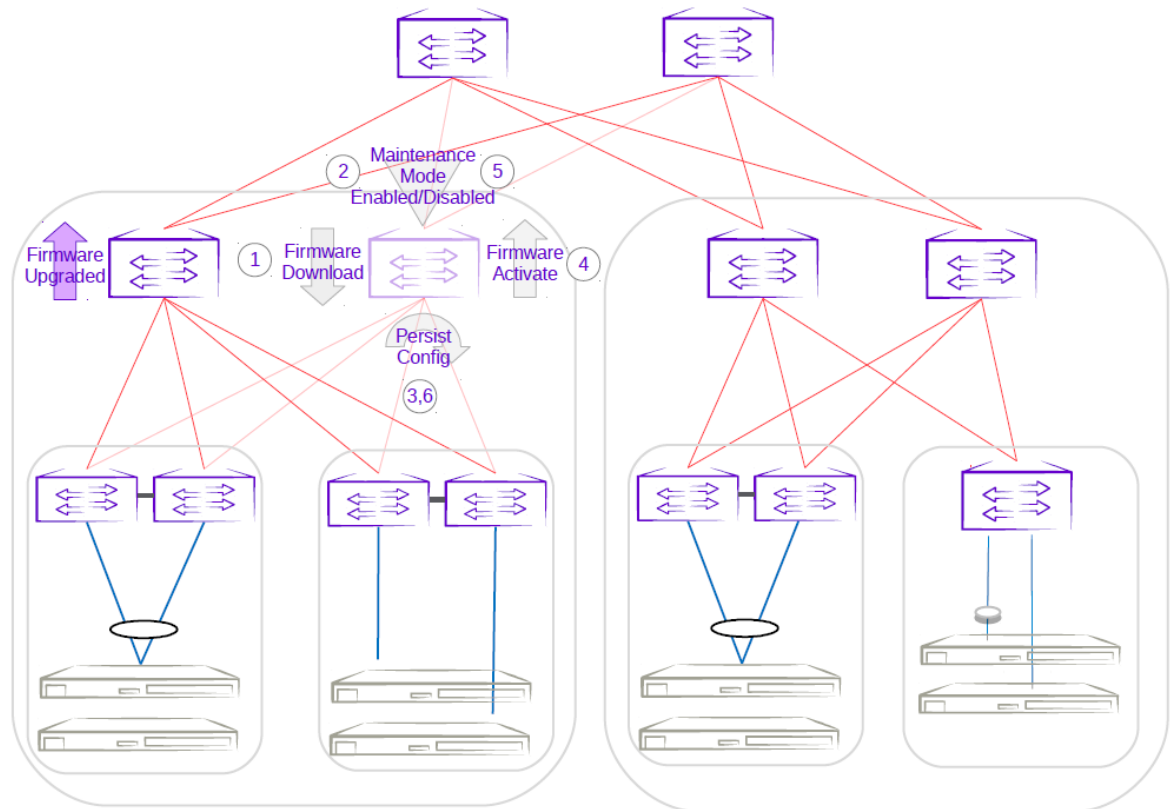 2
Maintenance
Mode
Enabled/Disabled
5
Firmware
Upgraded
1
Firmware
Download
Firmware
Activate
4
Persist
Config
3,6